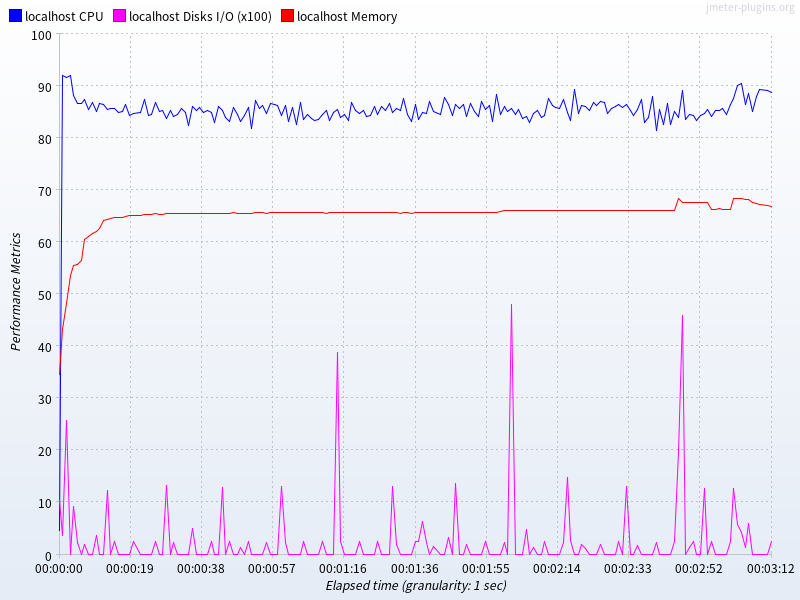 jmeter-plugins.org
localhost CPU localhost Disks I/O (x100) localhost Memory
100
90
80
70
60
50
40
30
20
10
0
Performance Metrics
00:00:00 00:00:19 00:00:38 00:00:57 00:01:16 00:01:36 00:01:55 00:02:14 00:02:33 00:02:52 00:03:12
Elapsed time (granularity: 1 sec)